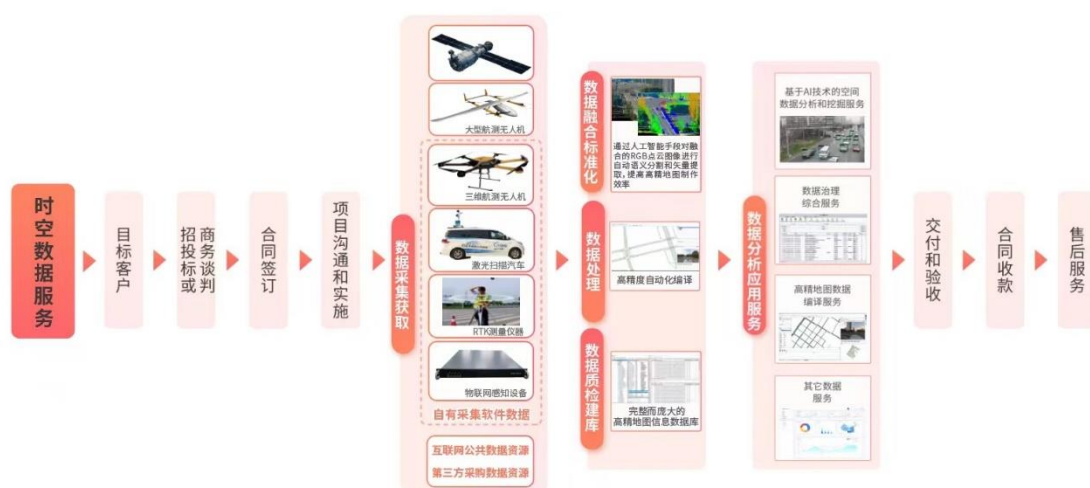 时空数据服务
目标客户
商务谈判
招投标或
合同签订
项目沟通和实施
数据采集获取
大型航测无人机
三维航测无人机
激光扫描汽车
RTK测量仪器
物联网感知设备
自有采集软件数据
互联网公共数据资源
第三方采购数据资源
数据融合标准化
通过人工智能手段对融
合的RGB点云图像进行
自动语义分割和矢量提
取，提高高精地图制作
效率
数据处理
高精度自动化编译
数据质检建库
完整而庞大的
高精地图信息数据库
数据分析应用服务
基于AI技术的空间
数据分析和挖掘服务
数据治理
综合服务
高精地图数据
编译服务
其它数据
服务
交付和验收
合同收款
售后服务